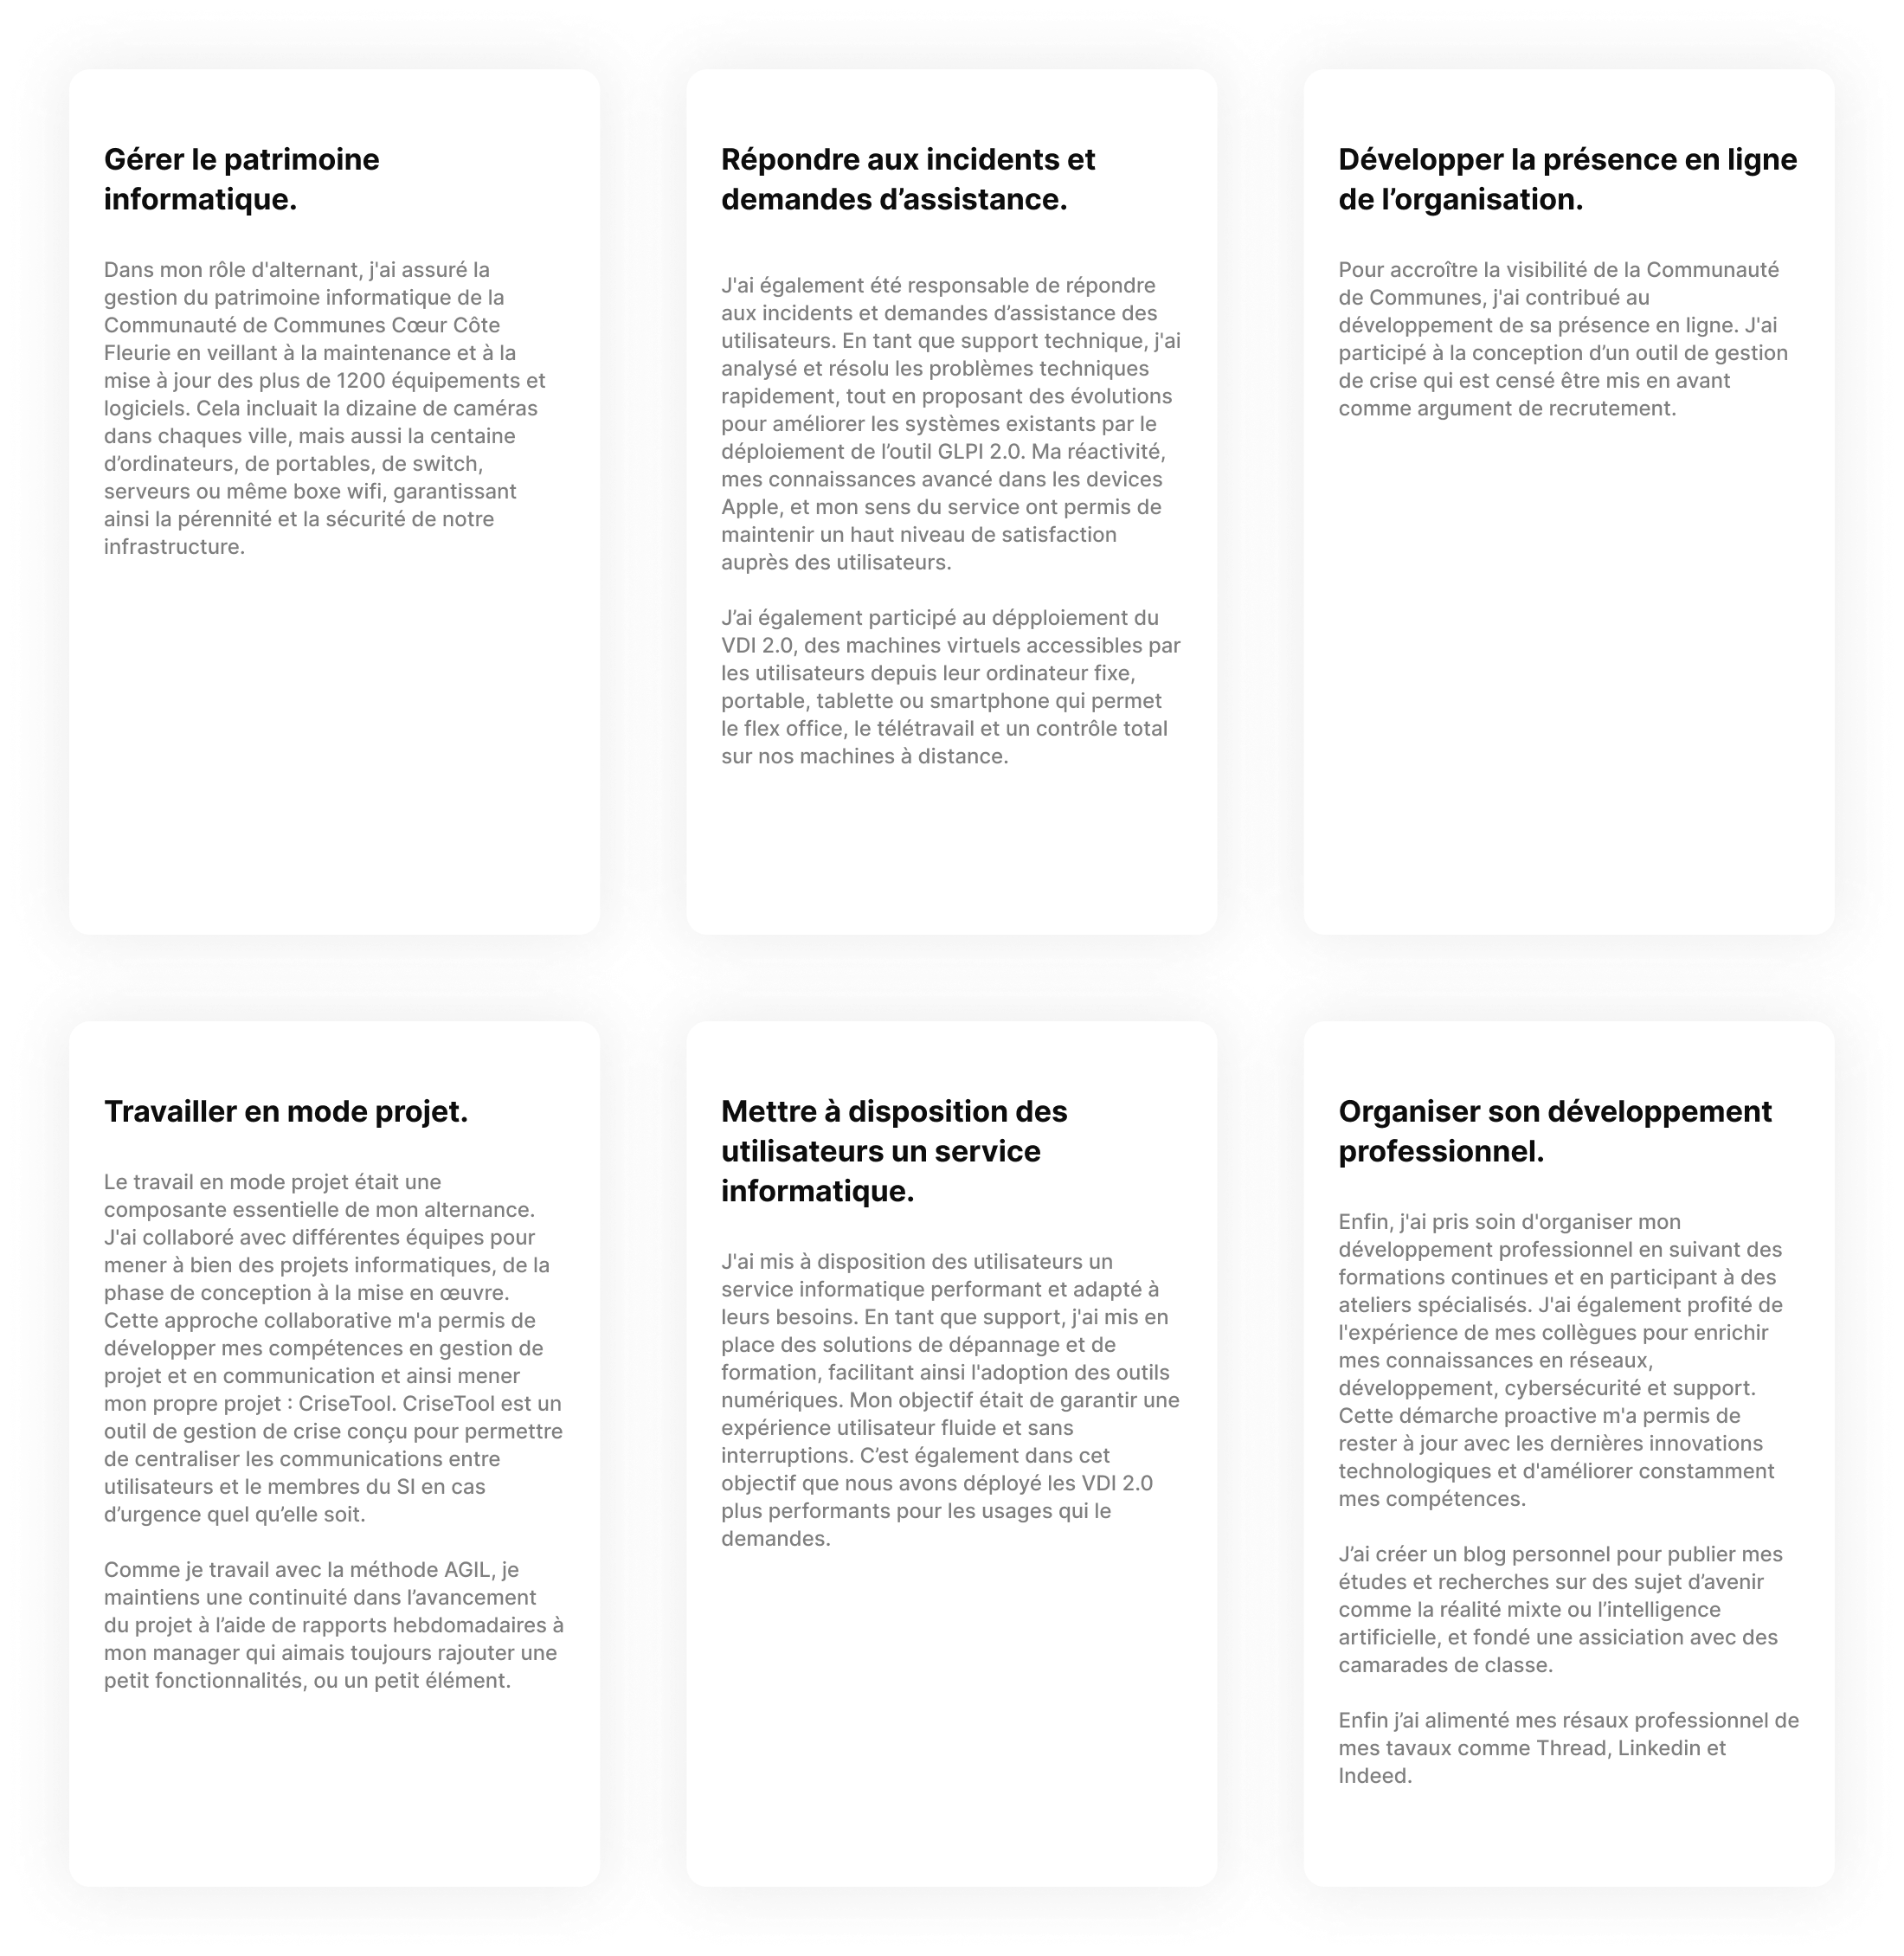 Gérer le patrimoine
informatique.
Dans mon rôle d'alternant, j'ai assuré la
gestion du patrimoine informatique de la
Communauté de Communes Cœur Côte
Fleurie en veillant à la maintenance et à la
mise à jour des plus de 1200 équipements et
logiciels. Cela incluait la dizaine de caméras
dans chaques ville, mais aussi la centaine
d’ordinateurs, de portables, de switch,
serveurs ou même boxe wifi, garantissant
ainsi la pérennité et la sécurité de notre
infrastructure.
Répondre aux incidents et
demandes d’assistance.
J'ai également été responsable de répondre
aux incidents et demandes d’assistance des
utilisateurs. En tant que support technique, j'ai
analysé et résolu les problèmes techniques
rapidement, tout en proposant des évolutions
pour améliorer les systèmes existants par le
déploiement de l’outil GLPI 2.0. Ma réactivité,
mes connaissances avancé dans les devices
Apple, et mon sens du service ont permis de
maintenir un haut niveau de satisfaction
auprès des utilisateurs.
J’ai également participé au dépploiement du
VDI 2.0, des machines virtuels accessibles par
les utilisateurs depuis leur ordinateur fixe,
portable, tablette ou smartphone qui permet
le flex office, le télétravail et un contrôle total
sur nos machines à distance.
Développer la présence en ligne
de l’organisation.
Pour accroître la visibilité de la Communauté
de Communes, j'ai contribué au
développement de sa présence en ligne. J'ai
participé à la conception d’un outil de gestion
de crise qui est censé être mis en avant
comme argument de recrutement.
Travailler en mode projet.
Le travail en mode projet était une
composante essentielle de mon alternance.
J'ai collaboré avec différentes équipes pour
mener à bien des projets informatiques, de la
phase de conception à la mise en œuvre.
Cette approche collaborative m'a permis de
développer mes compétences en gestion de
projet et en communication et ainsi mener
mon propre projet : CriseTool. CriseTool est un
outil de gestion de crise conçu pour permettre
de centraliser les communications entre
utilisateurs et le membres du SI en cas
d’urgence quel qu’elle soit.
Comme je travail avec la méthode AGIL, je
maintiens une continuité dans l’avancement
du projet à l’aide de rapports hebdomadaires à
mon manager qui aimais toujours rajouter une
petit fonctionnalités, ou un petit élément.
Mettre à disposition des
utilisateurs un service
informatique.
J'ai mis à disposition des utilisateurs un
service informatique performant et adapté à
leurs besoins. En tant que support, j'ai mis en
place des solutions de dépannage et de
formation, facilitant ainsi l'adoption des outils
numériques. Mon objectif était de garantir une
expérience utilisateur fluide et sans
interruptions. C’est également dans cet
objectif que nous avons déployé les VDI 2.0
plus performants pour les usages qui le
demandes.
Organiser son développement
professionnel.
Enfin, j'ai pris soin d'organiser mon
développement professionnel en suivant des
formations continues et en participant à des
ateliers spécialisés. J'ai également profité de
l'expérience de mes collègues pour enrichir
mes connaissances en réseaux,
développement, cybersécurité et support.
Cette démarche proactive m'a permis de
rester à jour avec les dernières innovations
technologiques et d'améliorer constamment
mes compétences.
J’ai créer un blog personnel pour publier mes
études et recherches sur des sujet d’avenir
comme la réalité mixte ou l’intelligence
artificielle, et fondé une assiciation avec des
camarades de classe.
Enfin j’ai alimenté mes résaux professionnel de
mes tavaux comme Thread, Linkedin et
Indeed.